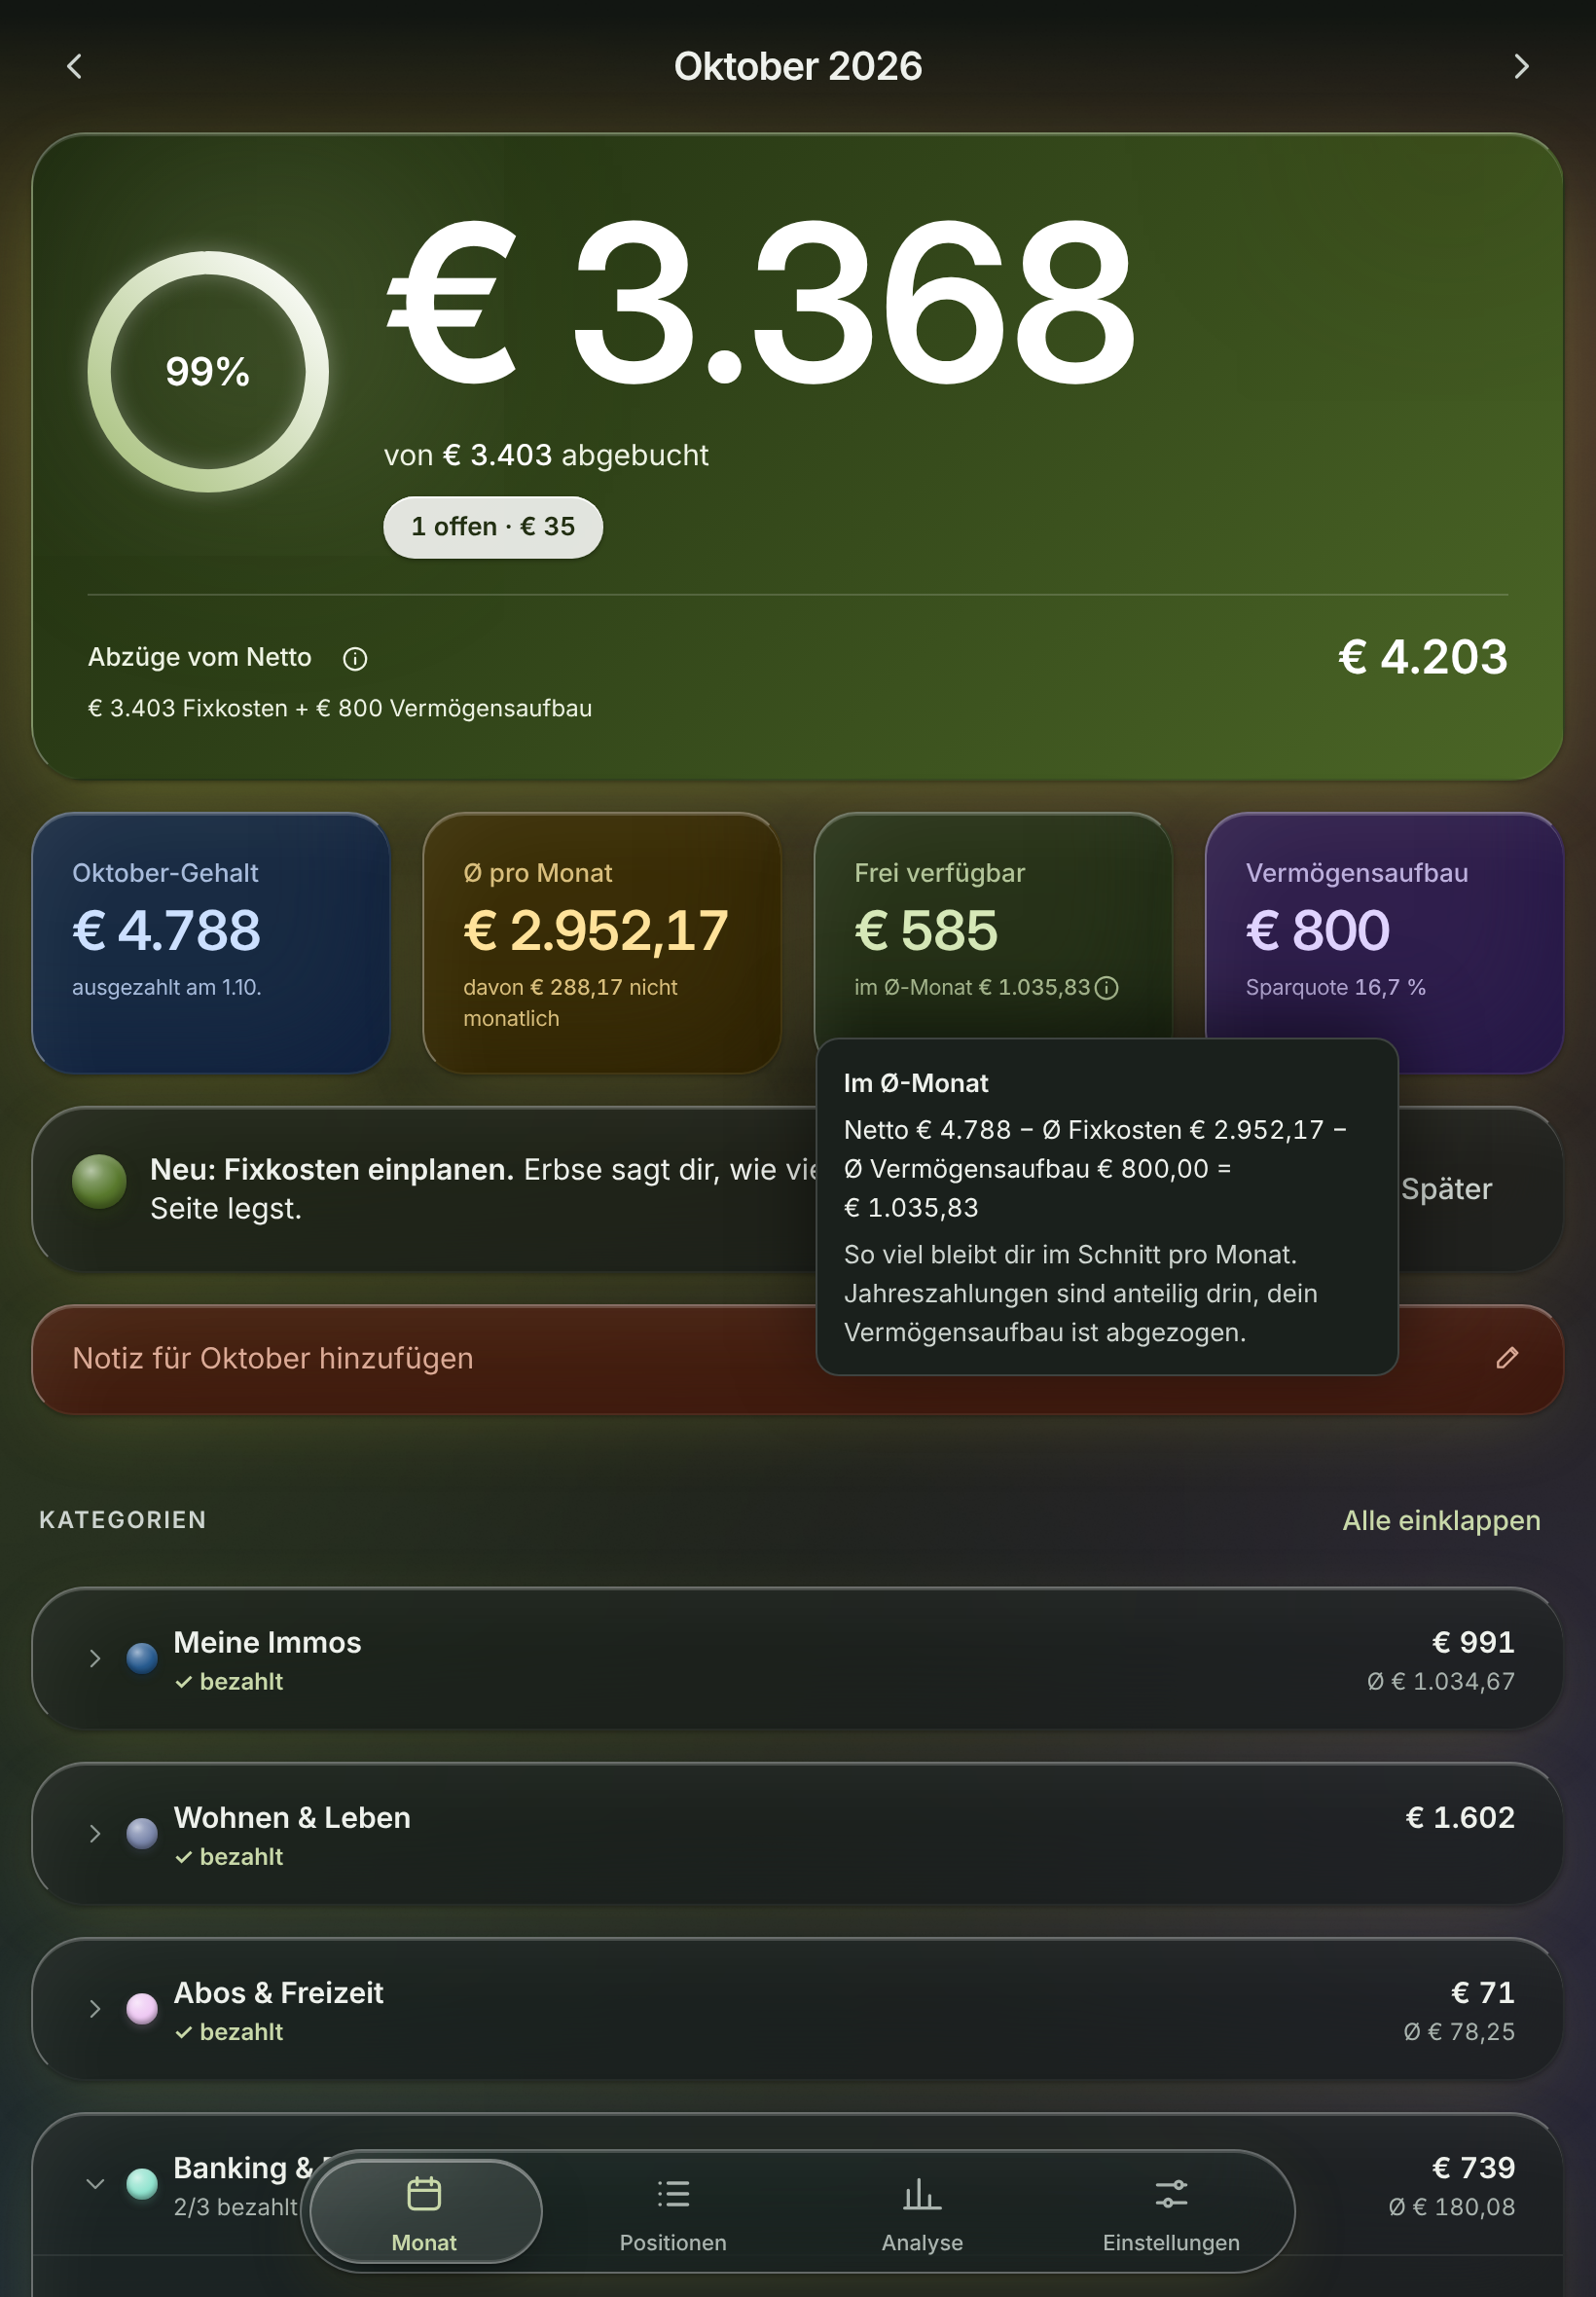 Oktober 2026
99%
€ 3.368
von € 3.403 abgebucht
1 offen · € 35
Abzüge vom Netto
€ 4.203
€ 3.403 Fixkosten + € 800 Vermögensaufbau
Oktober-Gehalt
€ 4.788
ausgezahlt am 1.10.
Ø pro Monat
€ 2.952,17
davon € 288,17 nicht
monatlich
Frei verfügbar
€ 585
im Ø-Monat € 1.035,83
Vermögensaufbau
€ 800
Sparquote 16,7 %
Im Ø-Monat
Netto € 4.788 − Ø Fixkosten € 2.952,17 −
Ø Vermögensaufbau € 800,00 =
€ 1.035,83
So viel bleibt dir im Schnitt pro Monat.
Jahreszahlungen sind anteilig drin, dein
Vermögensaufbau ist abgezogen.
Neu: Fixkosten einplanen. Erbse sagt dir, wie
Seite legst.
Später
Notiz für Oktober hinzufügen
KATEGORIEN
Alle einklappen
Meine Immos
€ 991
✓ bezahlt
Ø € 1.034,67
Wohnen & Leben
€ 1.602
✓ bezahlt
Abos & Freizeit
€ 71
✓ bezahlt
Ø € 78,25
Banking &
€ 739
2/3 bezahlt
Ø € 180,08
Monat
Positionen
Analyse
Einstellungen